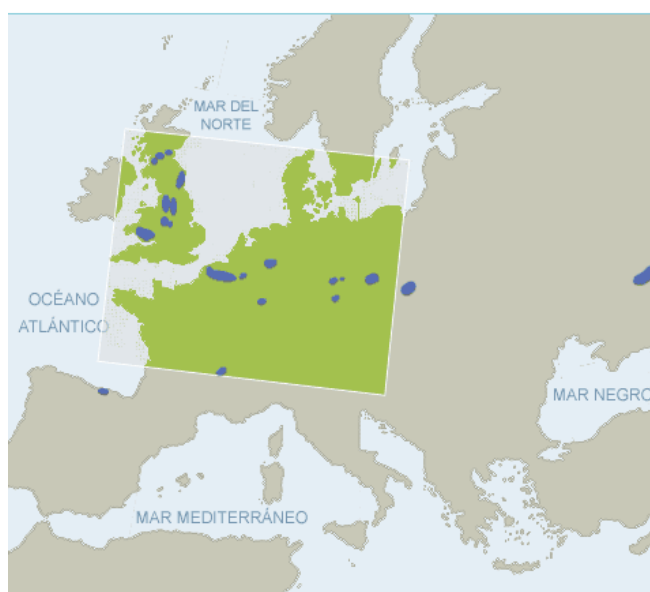 MAR DEL
NORTE
OCÉANO
ATLÁNTICO
MAR NEGRO
MAR MEDITERRÁNEO